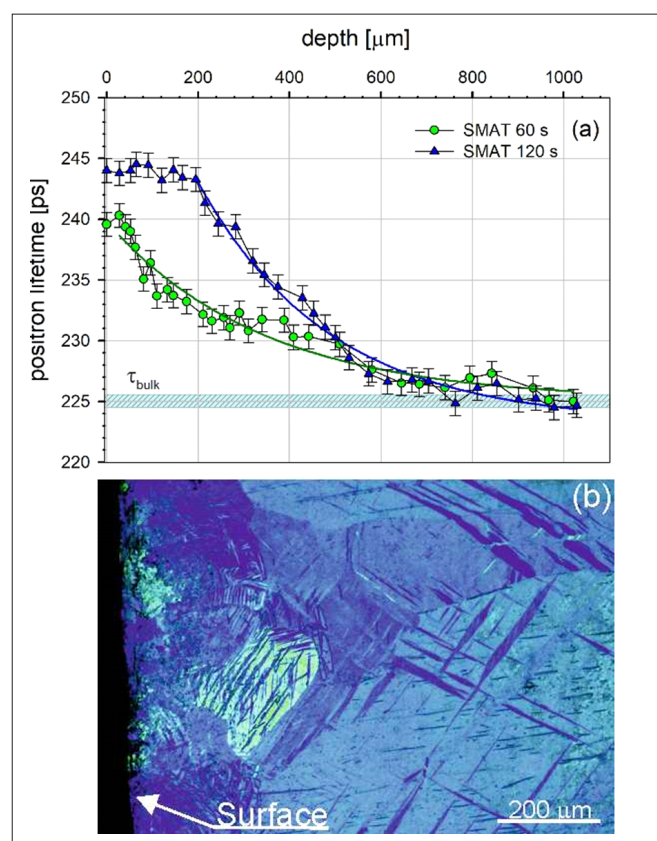 depth [μm]
0 200 400 600 800 1000
250
245
240
235
230
225
220
positron lifetime [ps]
SMAT 60 s
SMAT 120 s
(a)
τbulk
(b)
Surface
200 μm